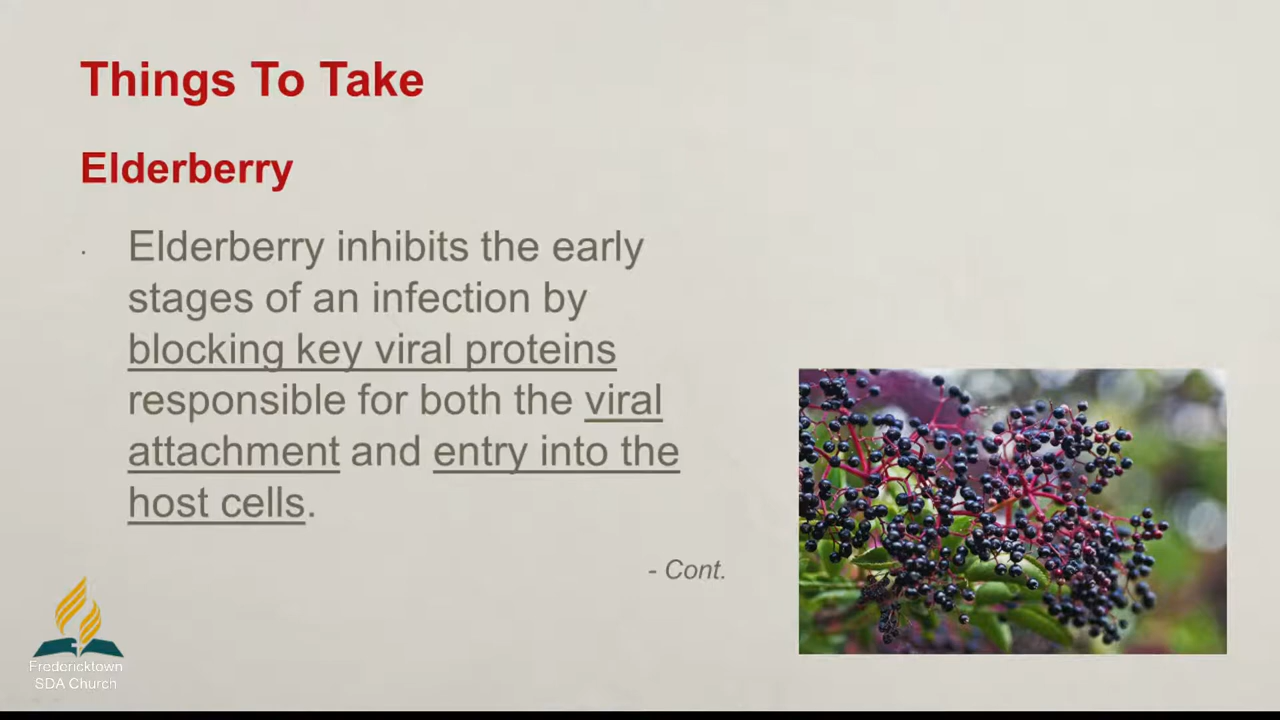 Things To Take
Elderberry
· Elderberry inhibits the early
stages of an infection by
blocking key viral proteins
responsible for both the viral
attachment and entry into the
host cells.
- Cont.
Fredericktown
SDA Church